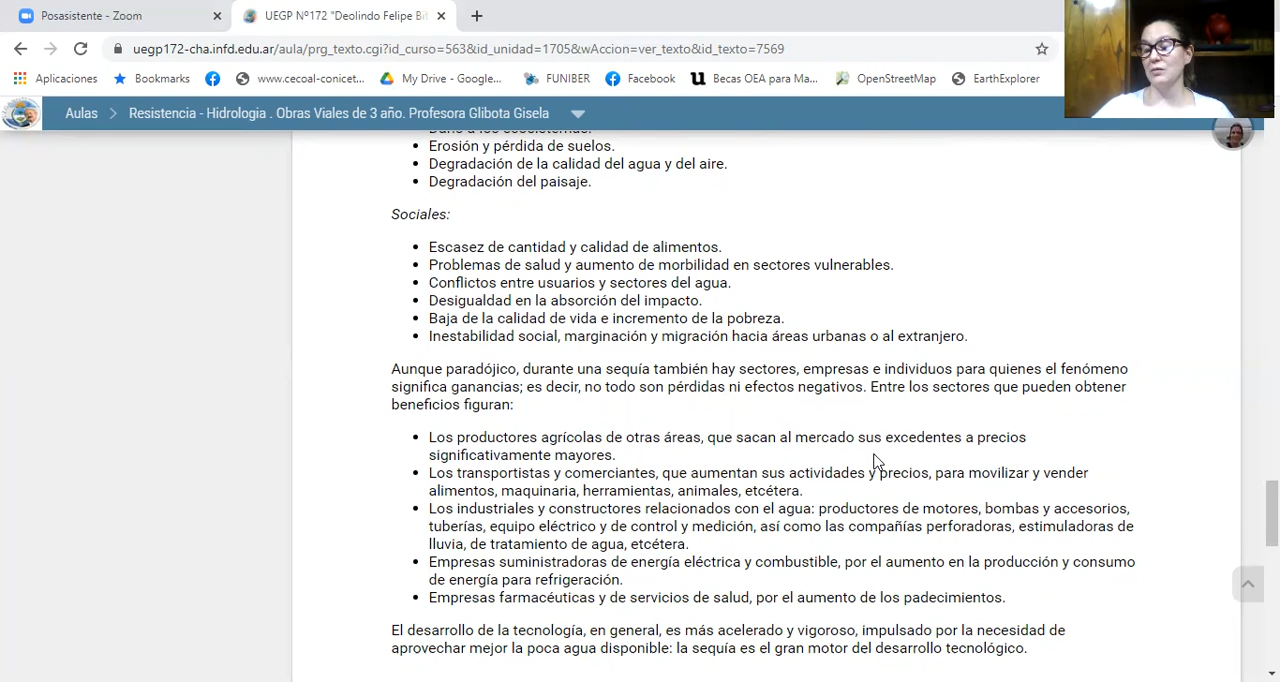 Posasistente - Zoom
UEGP Nº172 "Deolindo Felipe Bit
uegp172-cha.infd.edu.ar/aula/prg_texto.cgi?id_curso=563&id_unidad=1705&wAccion=ver_texto&id_texto=7569
Aplicaciones
Bookmarks
www.cecoal-conicet...
My Drive - Google...
FUNIBER
Facebook
Becas OEA para Ma...
OpenStreetMap
EarthExplorer
Aulas
Resistencia - Hidrologia . Obras Viales de 3 año. Profesora Glibota Gisela
Daño a los ecosistemas.
Erosión y pérdida de suelos.
Degradación de la calidad del agua y del aire.
Degradación del paisaje.
Sociales:
Escasez de cantidad y calidad de alimentos.
Problemas de salud y aumento de morbilidad en sectores vulnerables.
Conflictos entre usuarios y sectores del agua.
Desigualdad en la absorción del impacto.
Baja de la calidad de vida e incremento de la pobreza.
Inestabilidad social, marginación y migración hacia áreas urbanas o al extranjero.
Aunque paradójico, durante una sequía también hay sectores, empresas e individuos para quienes el fenómeno
significa ganancias; es decir, no todo son pérdidas ni efectos negativos. Entre los sectores que pueden obtener
beneficios figuran:
Los productores agrícolas de otras áreas, que sacan al mercado sus excedentes a precios
significativamente mayores.
Los transportistas y comerciantes, que aumentan sus actividades y precios, para movilizar y vender
alimentos, maquinaria, herramientas, animales, etcétera.
Los industriales y constructores relacionados con el agua: productores de motores, bombas y accesorios,
tuberías, equipo eléctrico y de control y medición, así como las compañías perforadoras, estimuladoras de
lluvia, de tratamiento de agua, etcétera.
Empresas suministradoras de energía eléctrica y combustible, por el aumento en la producción y consumo
de energía para refrigeración.
Empresas farmacéuticas y de servicios de salud, por el aumento de los padecimientos.
El desarrollo de la tecnología, en general, es más acelerado y vigoroso, impulsado por la necesidad de
aprovechar mejor la poca agua disponible: la sequía es el gran motor del desarrollo tecnológico.